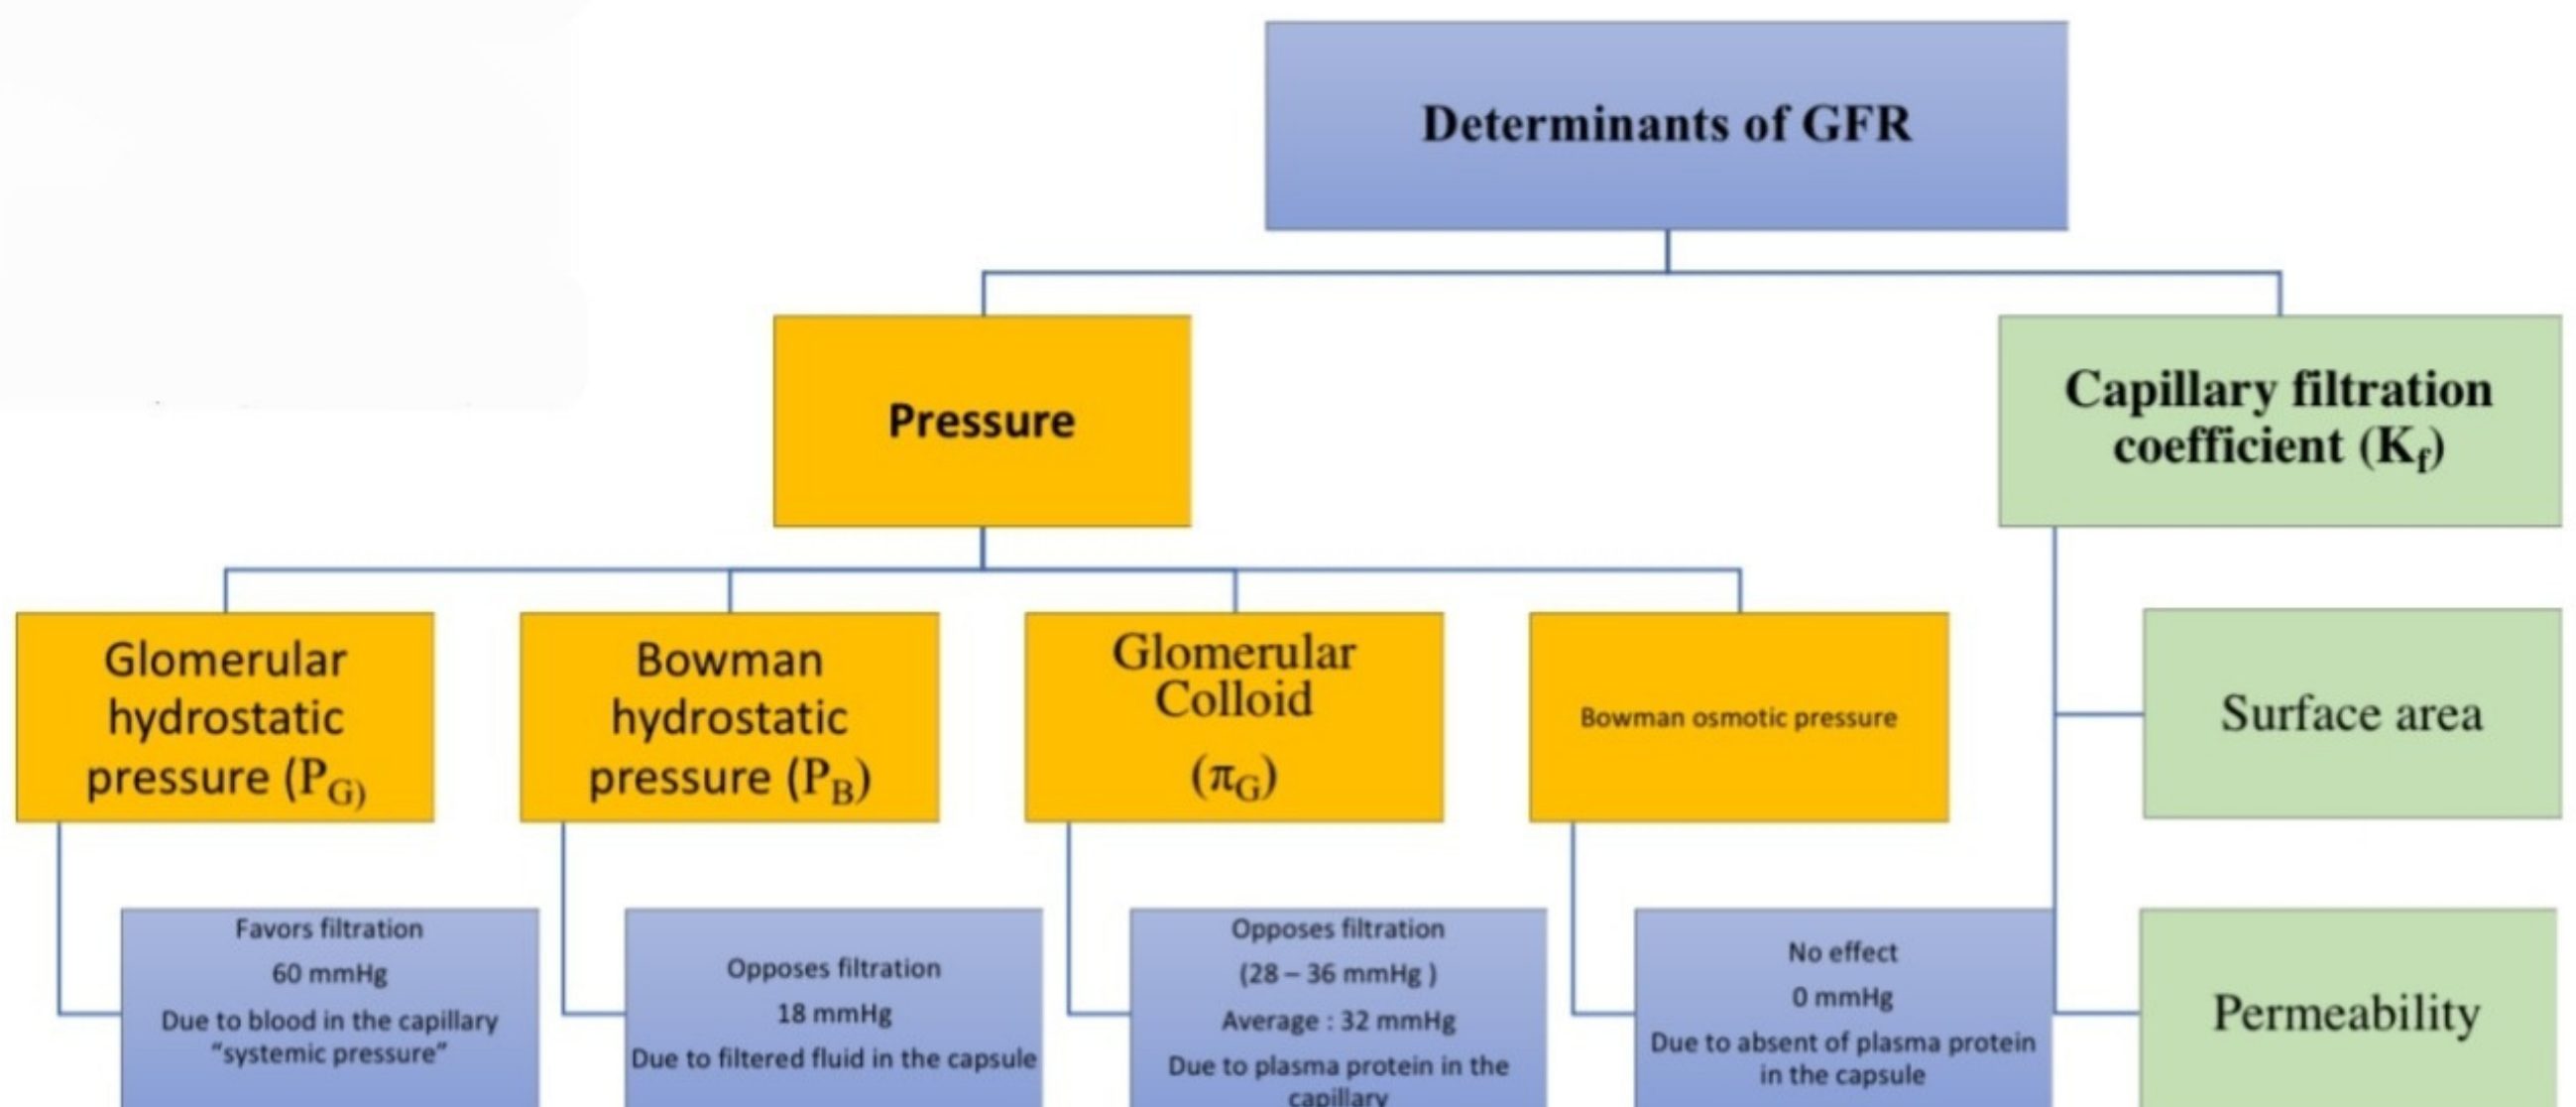 Determinants of GFR
Pressure
Capillary filtration
coefficient (Kf)
Glomerular
hydrostatic
pressure (PG)
Bowman
hydrostatic
pressure (PB)
Glomerular
Colloid
(πG)
Bowman osmotic pressure
Surface area
Favors filtration
60 mmHg
Due to blood in the capillary
“systemic pressure”
Opposes filtration
18 mmHg
Due to filtered fluid in the capsule
Opposes filtration
(28 – 36 mmHg )
Average : 32 mmHg
Due to plasma protein in the
capillary
No effect
0 mmHg
Due to absent of plasma protein
in the capsule
Permeability